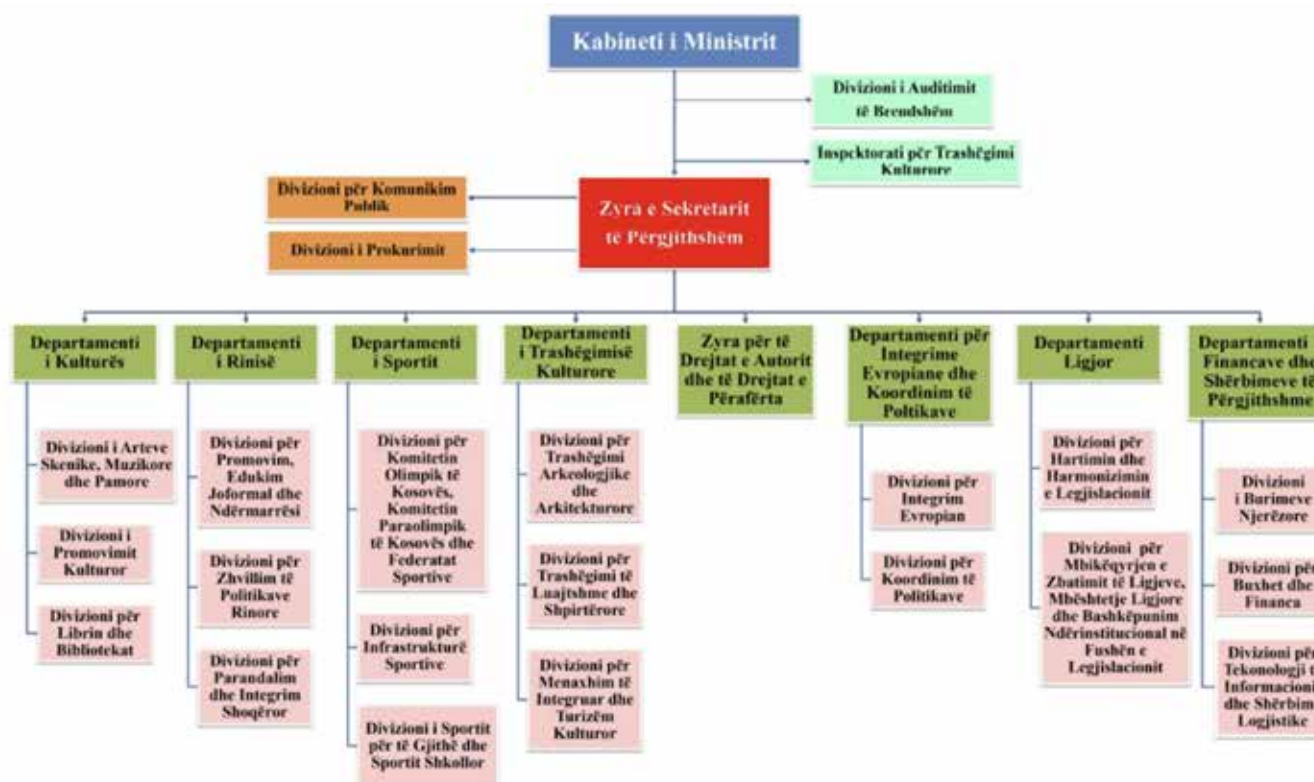 Kabineti i Ministrit
Divizioni i Auditimit
të Brendshëm
Inspektorati për Trashëgimi
Kulturore
Divizioni për Komunikim
Publik
Divizioni i Prokurimit
Zyra e Sekretarit
të Përgjithshëm
Departamenti
i Kulturës
Departamenti
i Rinisë
Departamenti
i Sportit
Departamenti
i Trashëgimisë
Kulturore
Zyra për të
Drejtat e Autorit
dhe të Drejtat e
Përafërta
Departamenti për
Integrime
Evropiane dhe
Koordinim të
Poltikave
Departamenti
Ligjor
Departamenti i
Financave dhe
Shërbimeve të
Përgjithshme
Divizioni i Arteve
Skenike, Muzikore
dhe Pamore
Divizioni i
Promovimit
Kulturor
Divizioni për
Librin dhe
Bibliotekat
Divizioni për
Promovim,
Edukim
Joformal dhe
Ndërmarrësi
Divizioni për
Zhvillim të
Politikave
Rinore
Divizioni për
Parandalim
dhe Integrim
Shoqëror
Divizioni për
Komitetin
Olimpik të
Kosovës,
Komitetin
Paraolimpik
të Kosovës dhe
Federatat
Sportive
Divizioni për
Infrastrukturë
Sportive
Divizioni i Sportit
për të Gjithë dhe
Sportit Shkollor
Divizioni për
Trashëgimi
Arkeologjike
dhe
Arkitekturore
Divizioni për
Trashëgimi të
Luajtshme dhe
Shpirtërore
Divizioni për
Menaxhim të
Integruar dhe
Turizëm
Kulturor
Divizioni për
Integrim
Evropian
Divizioni për
Koordinim të
Politikave
Divizioni për
Hartimin dhe
Harmonizimin
e Legjislacionit
Divizioni për
Mbikëqyrjen e
Zbatimit të Ligjeve,
Mbështetje Ligjore
dhe Bashkëpunim
Ndërinstitucional në
Fushën e
Legjislacionit
Divizioni
i Burimeve
Njerëzore
Divizioni për
Buxhet dhe
Financa
Divizioni për
Tekonologji të
Informacionit
dhe Shërbime
Logjistike